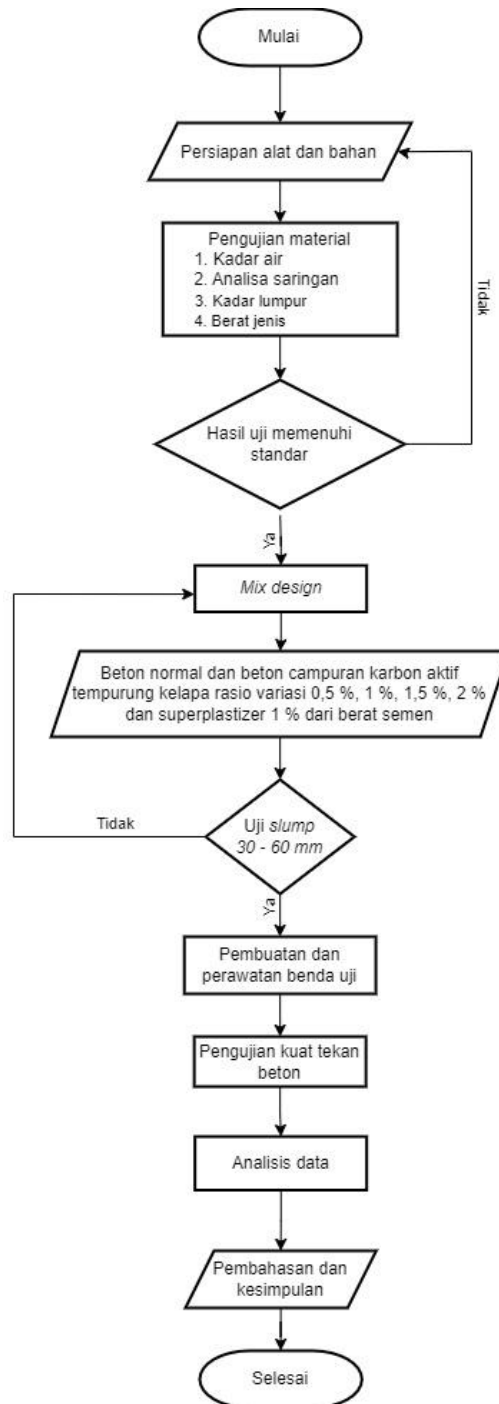 Mulai
Persiapan alat dan bahan
Pengujian material
1. Kadar air
2. Analisa saringan
3. Kadar lumpur
4. Berat jenis
Tidak
Hasil uji memenuhi
standar
Ya
Mix design
Beton normal dan beton campuran karbon aktif
tempurung kelapa rasio variasi 0,5 %, 1 %, 1,5 %, 2 %
dan superplastizer 1 % dari berat semen
Tidak
Uji slump
30 - 60 mm
Ya
Pembuatan dan
perawatan benda uji
Pengujian kuat tekan
beton
Analisis data
Pembahasan dan
kesimpulan
Selesai